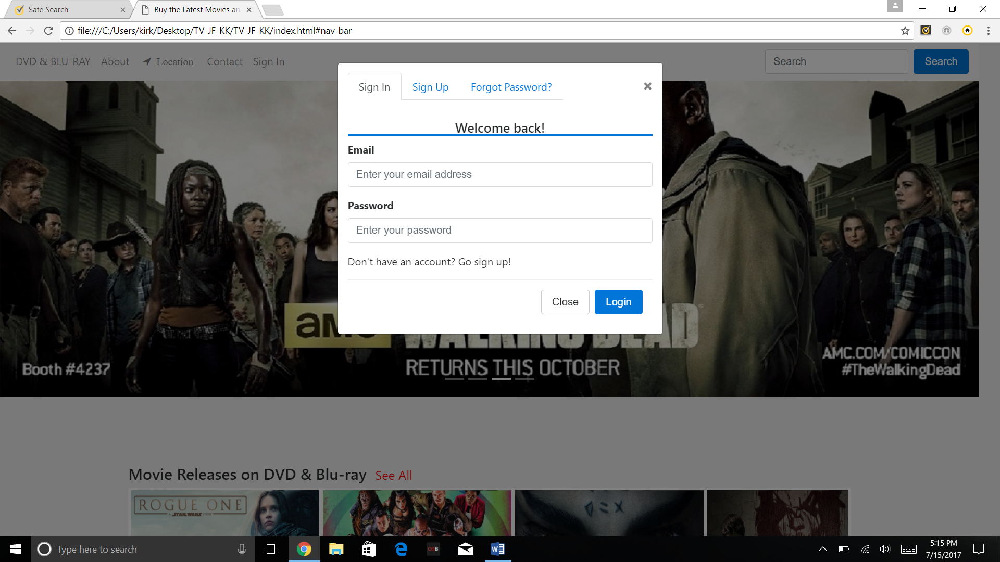 Safe Search
Buy the Latest Movies an
file:///C:/Users/kirk/Desktop/TV-JF-KK/TV-JF-KK/index.html#nav-bar
DVD & BLU-RAY About Location Contact Sign In Search Search
Sign In Sign Up Forgot Password? ×
Welcome back!
Email
Enter your email address
Password
Enter your password
Don't have an account? Go sign up!
Close Login
amc
WALKING DEAD
RETURNS THIS OCTOBER
Booth #4237
AMC.COM/COMICCON
#TheWalkingDead
Movie Releases on DVD & Blu-ray See All
ROGUE ONE
A STAR WARS STORY
Type here to search
5:15 PM
7/15/2017